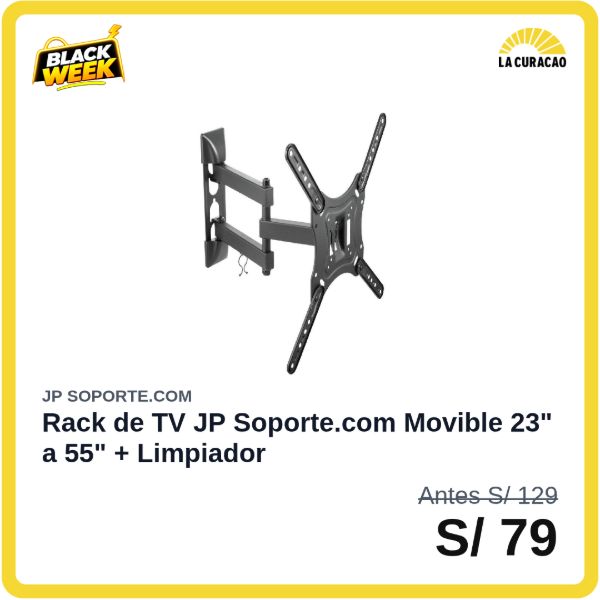 BLACK
WEEK
LA CURACAO
JP SOPORTE.COM
Rack de TV JP Soporte.com Movible 23"
a 55" + Limpiador
Antes S/ 129
S/ 79